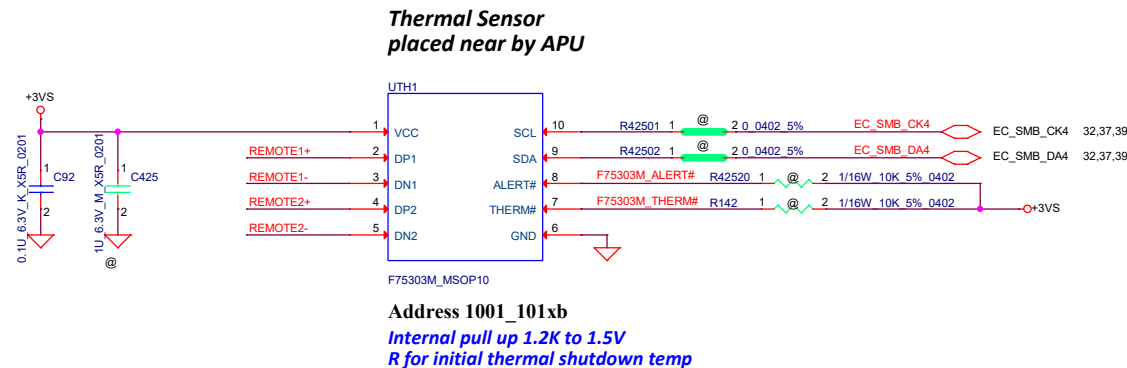 Thermal Sensor
placed near by APU
UTH1
+3VS
1 VCC SCL 10 R42501 1 @ 2 0_0402_5% EC_SMB_CK4 EC_SMB_CK4 32,37,39
REMOTE1+ 2 DP1 SDA 9 R42502 1 @ 2 0_0402_5% EC_SMB_DA4 EC_SMB_DA4 32,37,39
REMOTE1- 3 DN1 ALERT# 8 F75303M_ALERT# R42520 1 @ 2 1/16W_10K_5%_0402
REMOTE2+ 4 DP2 THERM# 7 F75303M_THERM# R142 1 @ 2 1/16W_10K_5%_0402 +3VS
REMOTE2- 5 DN2 GND 6
0.1U_6.3V_K_X5R_0201
1 C92 2
1U_6.3V_M_X5R_0201
1 C425 2
@
F75303M_MSOP10
Address 1001_101xb
Internal pull up 1.2K to 1.5V
R for initial thermal shutdown temp